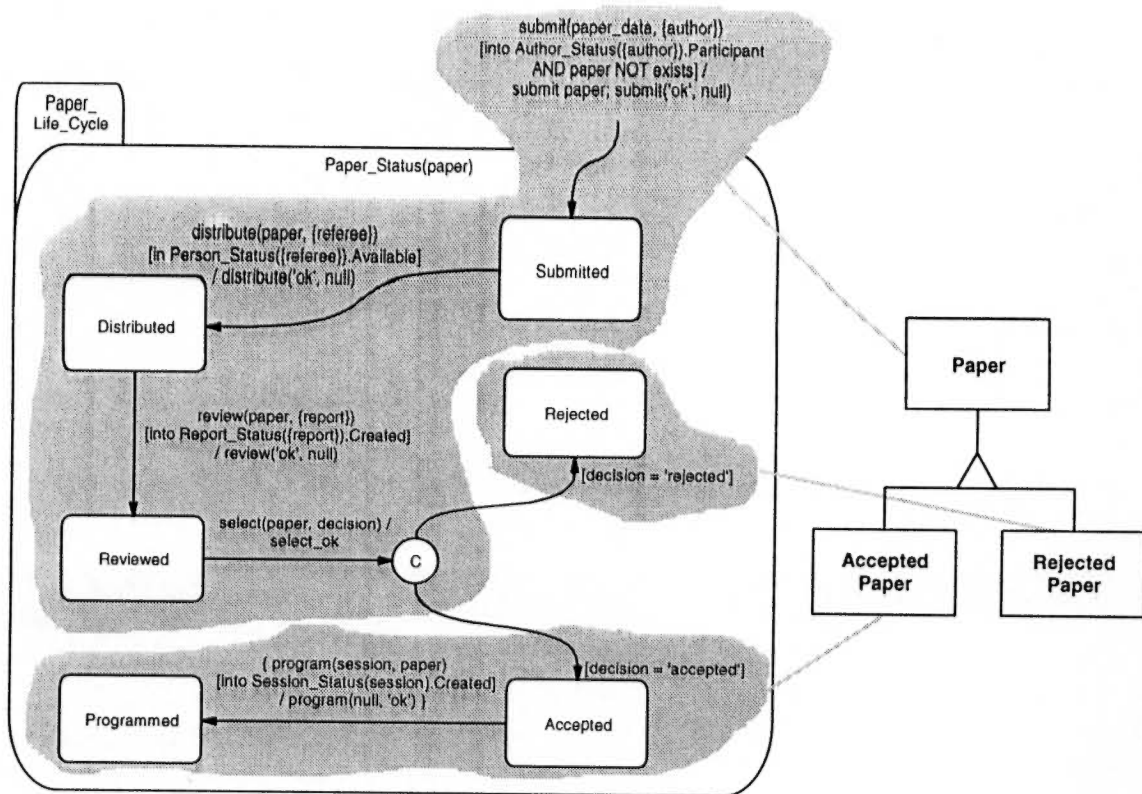 submit(paper_data, {author})
[into Author_Status({author}).Participant
AND paper NOT exists] /
submit paper; submit('ok', null)
Paper_
Life_Cycle
Paper_Status(paper)
distribute(paper, {referee})
[in Person_Status({referee}).Available]
/ distribute('ok', null)
Submitted
Distributed
Paper
review(paper, {report})
[into Report_Status({report}).Created]
/ review('ok', null)
Rejected
[decision = 'rejected']
select(paper, decision) /
select_ok
Reviewed
C
Accepted
Paper
Rejected
Paper
{ program(session, paper)
[into Session_Status(session).Created]
/ program(null, 'ok') }
[decision = 'accepted']
Programmed
Accepted